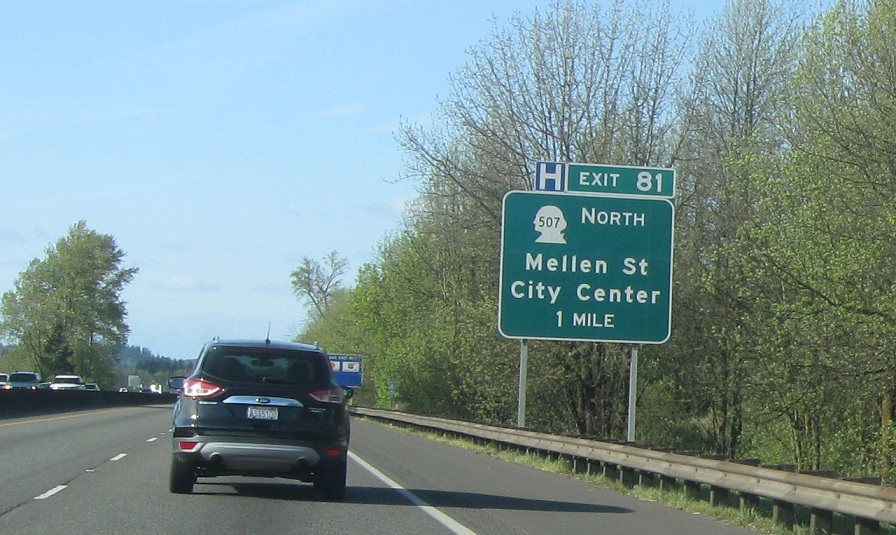 H EXIT 81
507 NORTH
Mellen St
City Center
1 MILE